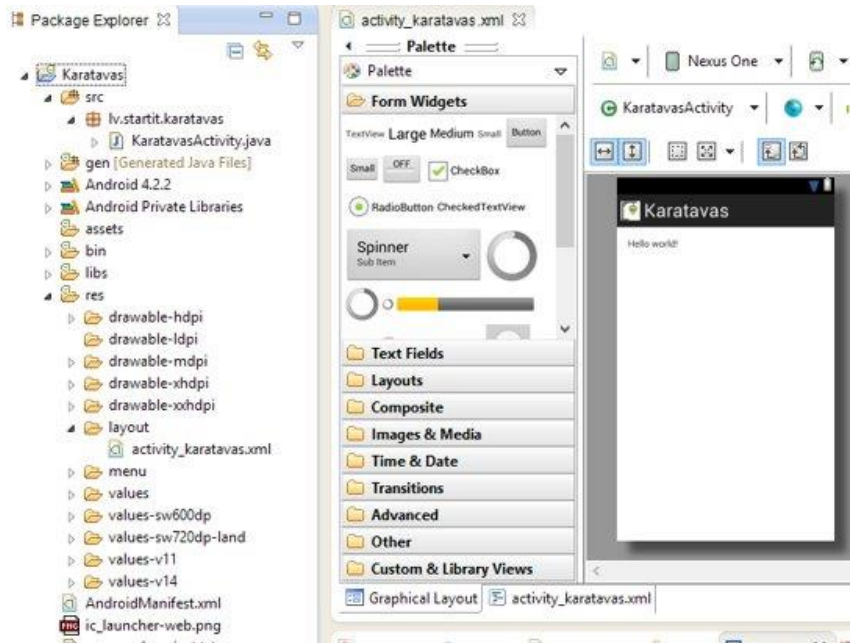 Package Explorer
Karatavas
src
lv.startit.karatavas
KaratavasActivity.java
gen [Generated Java Files]
Android 4.2.2
Android Private Libraries
assets
bin
libs
res
drawable-hdpi
drawable-ldpi
drawable-mdpi
drawable-xhdpi
drawable-xxhdpi
layout
activity_karatavas.xml
menu
values
values-sw600dp
values-sw720dp-land
values-v11
values-v14
AndroidManifest.xml
ic_launcher-web.png
activity_karatavas.xml
Palette
Palette
Form Widgets
TextView Large Medium Small Button
Small OFF CheckBox
RadioButton CheckedTextView
Spinner
Sub Item
Text Fields
Layouts
Composite
Images & Media
Time & Date
Transitions
Advanced
Other
Custom & Library Views
Graphical Layout activity_karatavas.xml
Nexus One
KaratavasActivity
Karatavas
Hello world!